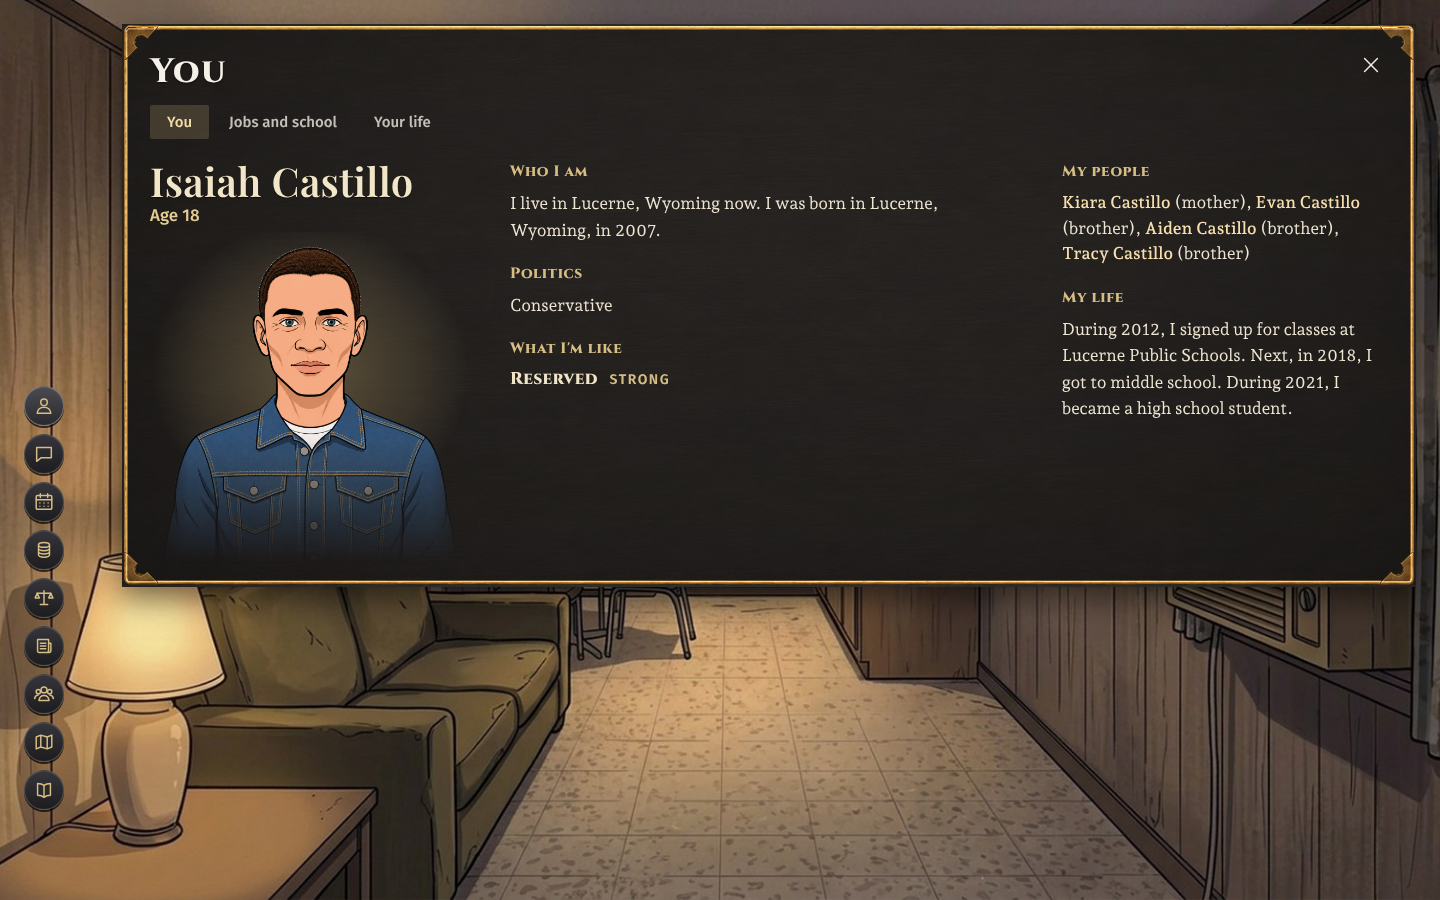 You
You
Jobs and school
Your life
Isaiah Castillo
Age 18
Who I am
I live in Lucerne, Wyoming now. I was born in Lucerne,
Wyoming, in 2007.
Politics
Conservative
What I'm like
Reserved STRONG
My people
Kiara Castillo (mother), Evan Castillo
(brother), Aiden Castillo (brother),
Tracy Castillo (brother)
My life
During 2012, I signed up for classes at
Lucerne Public Schools. Next, in 2018, I
got to middle school. During 2021, I
became a high school student.